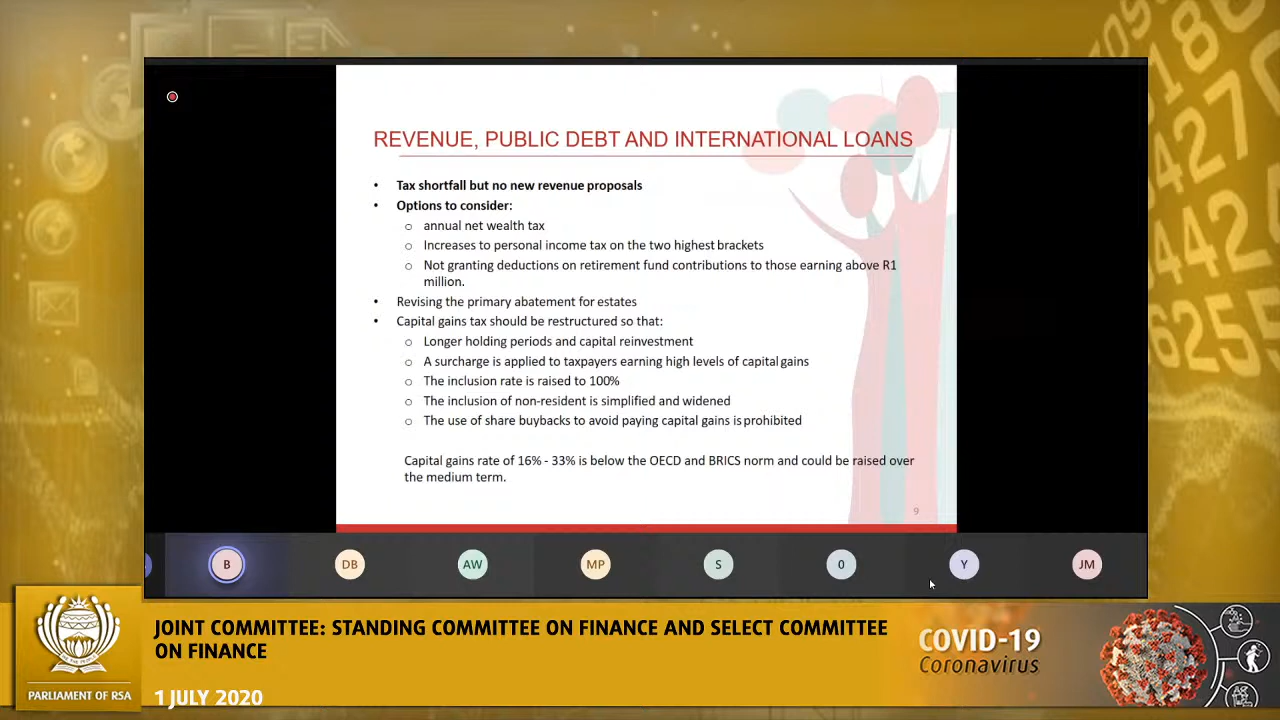 REVENUE, PUBLIC DEBT AND INTERNATIONAL LOANS
• Tax shortfall but no new revenue proposals
• Options to consider:
o annual net wealth tax
o Increases to personal income tax on the two highest brackets
o Not granting deductions on retirement fund contributions to those earning above R1
million.
• Revising the primary abatement for estates
• Capital gains tax should be restructured so that:
o Longer holding periods and capital reinvestment
o A surcharge is applied to taxpayers earning high levels of capital gains
o The inclusion rate is raised to 100%
o The inclusion of non-resident is simplified and widened
o The use of share buybacks to avoid paying capital gains is prohibited
Capital gains rate of 16% - 33% is below the OECD and BRICS norm and could be raised over
the medium term.
9
B DB AW MP S 0 Y JM
JOINT COMMITTEE: STANDING COMMITTEE ON FINANCE AND SELECT COMMITTEE
ON FINANCE
1 JULY 2020
PARLIAMENT OF RSA
COVID-19
Coronavirus